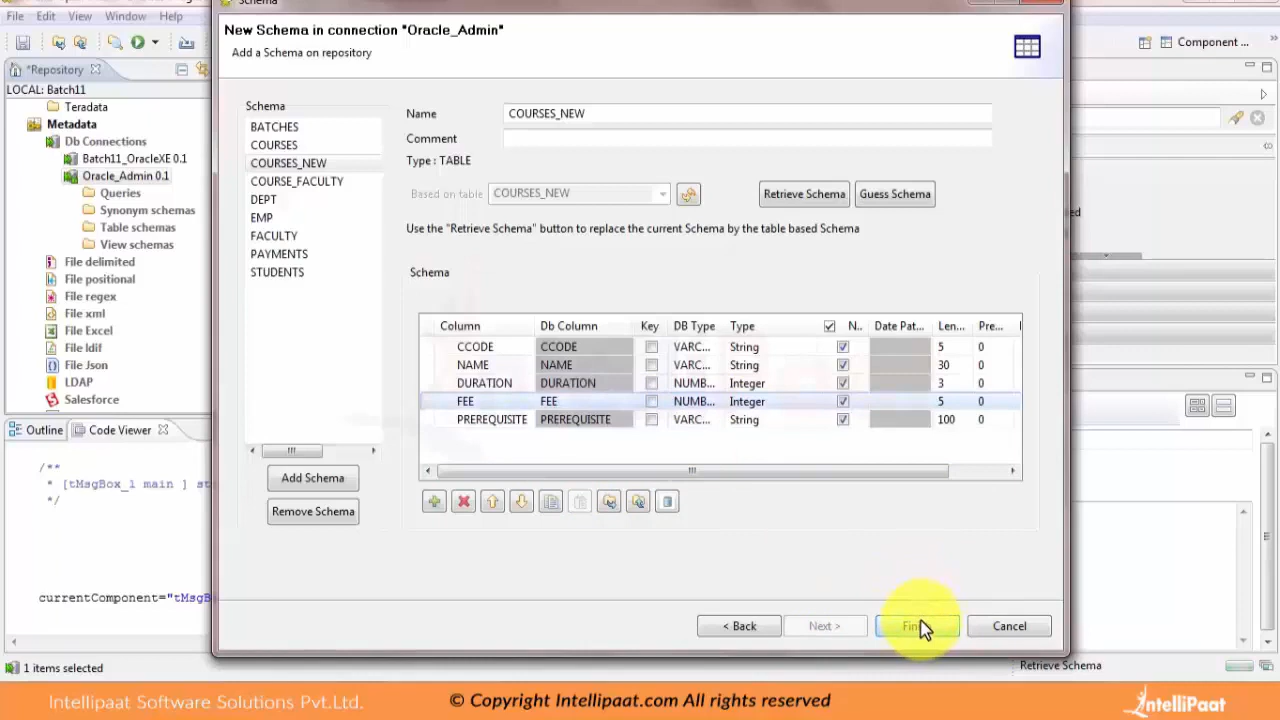 Schema
File Edit View Window Help
New Schema in connection "Oracle_Admin"
Add a Schema on repository
Component ...
*Repository
LOCAL: Batch11
Teradata
Metadata
Db Connections
Batch11_OracleXE 0.1
Oracle_Admin 0.1
Queries
Synonym schemas
Table schemas
View schemas
File delimited
File positional
File regex
File xml
File Excel
File ldif
File Json
LDAP
Salesforce
Outline Code Viewer
/**
* [tMsgBox_1 main ] st
*/
currentComponent="tMsgB
1 items selected
Schema
BATCHES
COURSES
COURSES_NEW
COURSE_FACULTY
DEPT
EMP
FACULTY
PAYMENTS
STUDENTS
Add Schema
Remove Schema
Name COURSES_NEW
Comment
Type : TABLE
Based on table COURSES_NEW Retrieve Schema Guess Schema
Use the "Retrieve Schema" button to replace the current Schema by the table based Schema
Schema
Column Db Column Key DB Type Type N.. Date Pat... Len... Pre...
CCODE CCODE VARC... String 5 0
NAME NAME VARC... String 30 0
DURATION DURATION NUMB... Integer 3 0
FEE FEE NUMB... Integer 5 0
PREREQUISITE PREREQUISITE VARC... String 100 0
< Back Next > Cancel
Retrieve Schema
Intellipaat Software Solutions Pvt.Ltd. © Copyright Intellipaat.com All rights reserved IntelliPaat